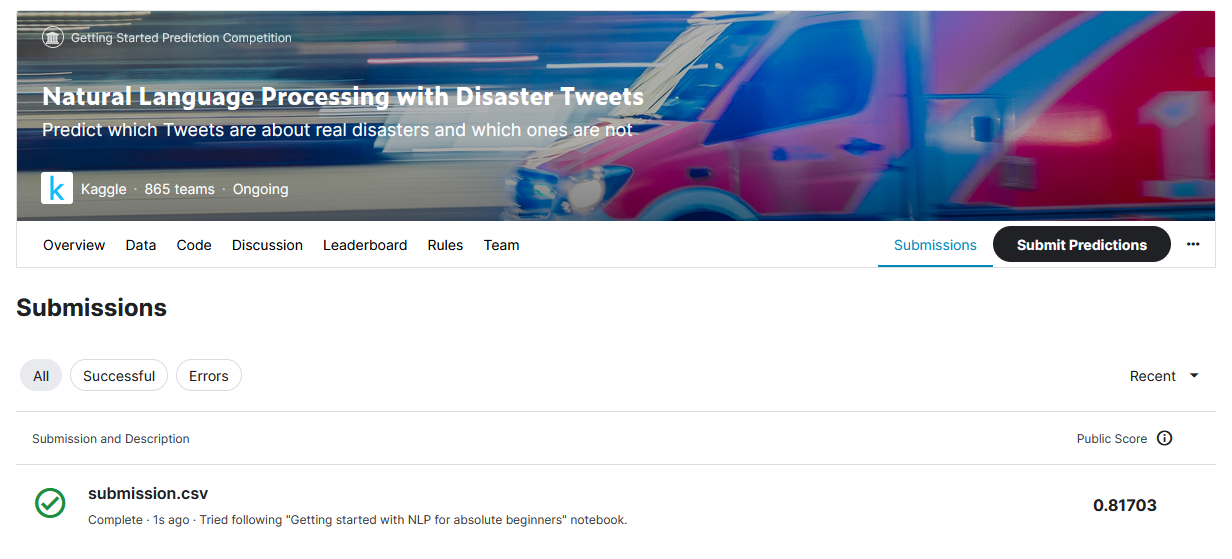 Getting Started Prediction Competition
Natural Language Processing with Disaster Tweets
Predict which Tweets are about real disasters and which ones are not
k Kaggle · 865 teams · Ongoing
Overview Data Code Discussion Leaderboard Rules Team Submissions Submit Predictions ···
Submissions
All Successful Errors Recent
Submission and Description Public Score
submission.csv
0.81703
Complete · 1s ago · Tried following "Getting started with NLP for absolute beginners" notebook.